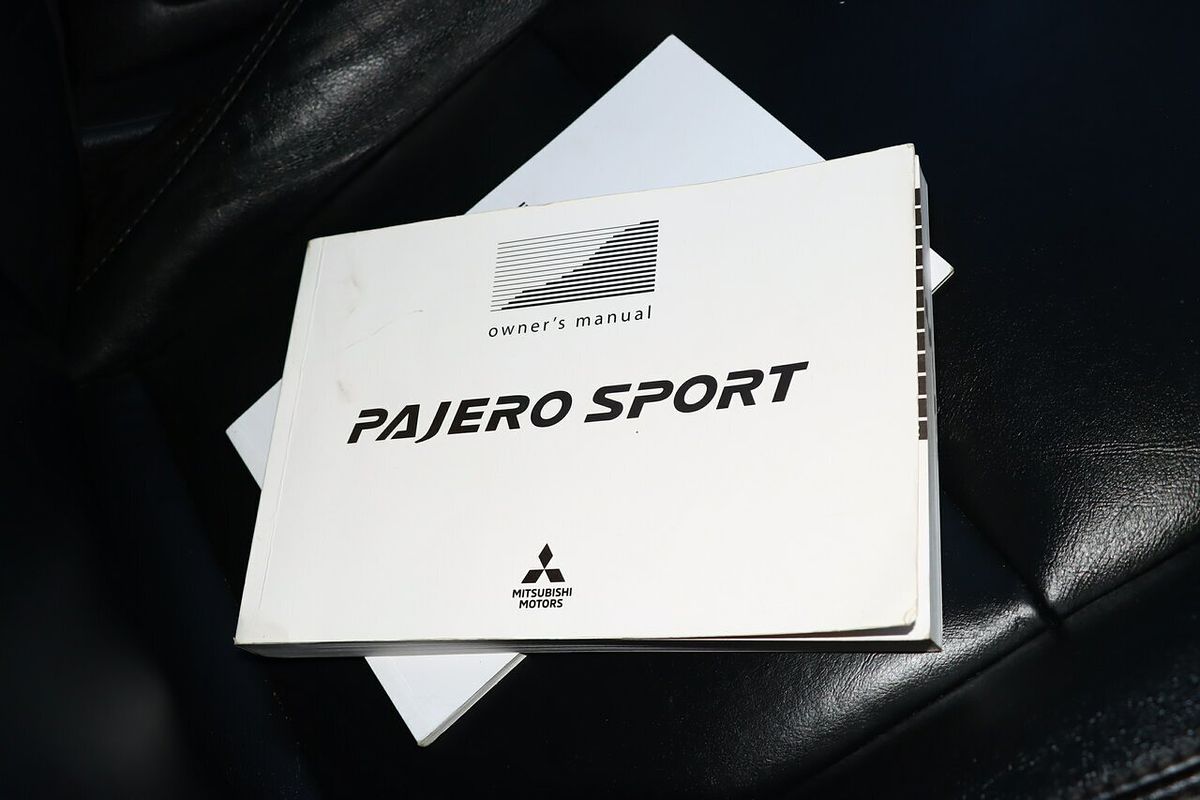 owner's manual
PAJERO SPORT
MITSUBISHI
MOTORS